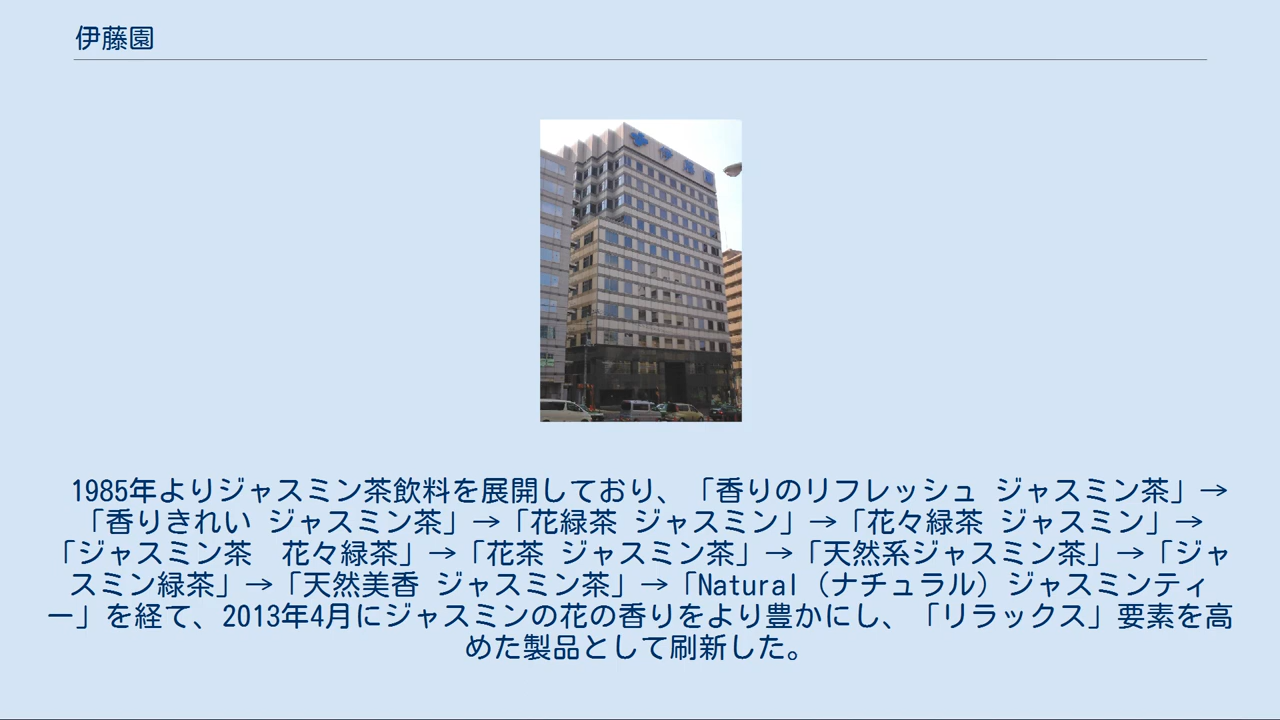 伊藤園
伊藤園
1985年よりジャスミン茶飲料を展開しており、「香りのリフレッシュ ジャスミン茶」→
「香りきれい ジャスミン茶」→「花緑茶 ジャスミン」→「花々緑茶 ジャスミン」→
「ジャスミン茶　花々緑茶」→「花茶 ジャスミン茶」→「天然系ジャスミン茶」→「ジャ
スミン緑茶」→「天然美香 ジャスミン茶」→「Natural（ナチュラル）ジャスミンティ
ー」を経て、2013年4月にジャスミンの花の香りをより豊かにし、「リラックス」要素を高
めた製品として刷新した。